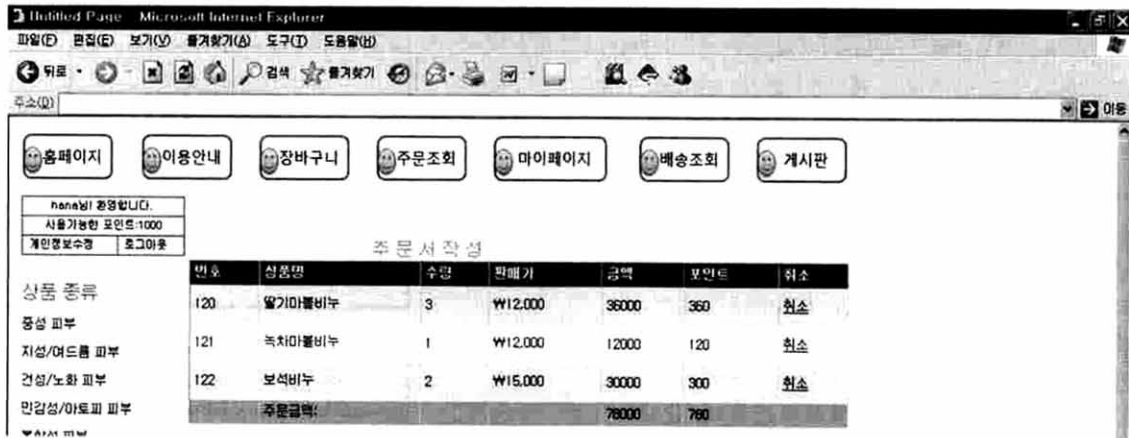 Untitled Page - Microsoft Internet Explorer
파일(F) 편집(E) 보기(V) 즐겨찾기(A) 도구(T) 도움말(H)
뒤로 검색 즐겨찾기
주소(D) 이동
홈페이지 이용안내 장바구니 주문조회 마이페이지 배송조회 게시판
hana님! 환영합니다.
사용가능한 포인트:1000
개인정보수정 로그아웃
주문서작성
번호 상품명 수량 판매가 금액 포인트 취소
120 딸기마블비누 3 ₩12,000 36000 360 취소
121 녹차마블비누 1 ₩12,000 12000 120 취소
122 보석비누 2 ₩15,000 30000 300 취소
주문금액: 78000 780
상품 종류
중성 피부
지성/여드름 피부
건성/노화 피부
민감성/아토피 피부